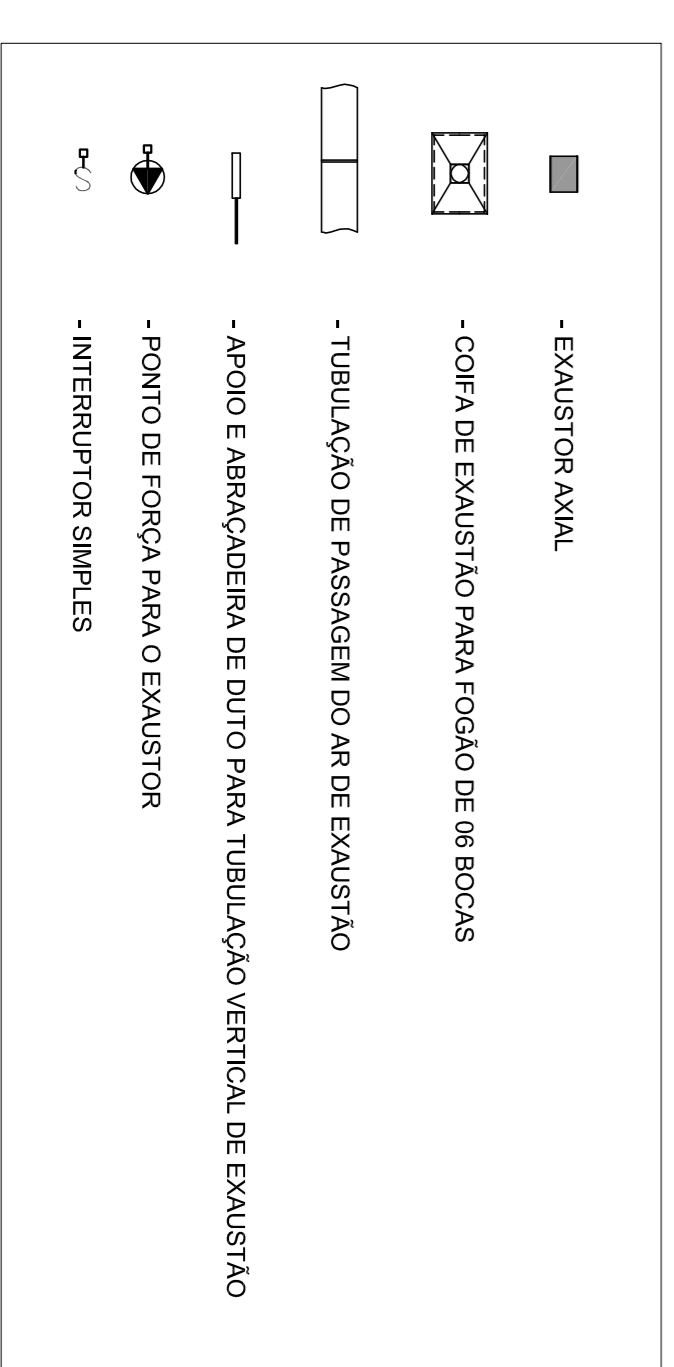 - EXAUSTOR AXIAL
- COIFA DE EXAUSTÃO PARA FOGÃO DE 06 BOCAS
- TUBULAÇÃO DE PASSAGEM DO AR DE EXAUSTÃO
- APOIO E ABRAÇADEIRA DE DUTO PARA TUBULAÇÃO VERTICAL DE EXAUSTÃO
- PONTO DE FORÇA PARA O EXAUSTOR
S - INTERRUPTOR SIMPLES